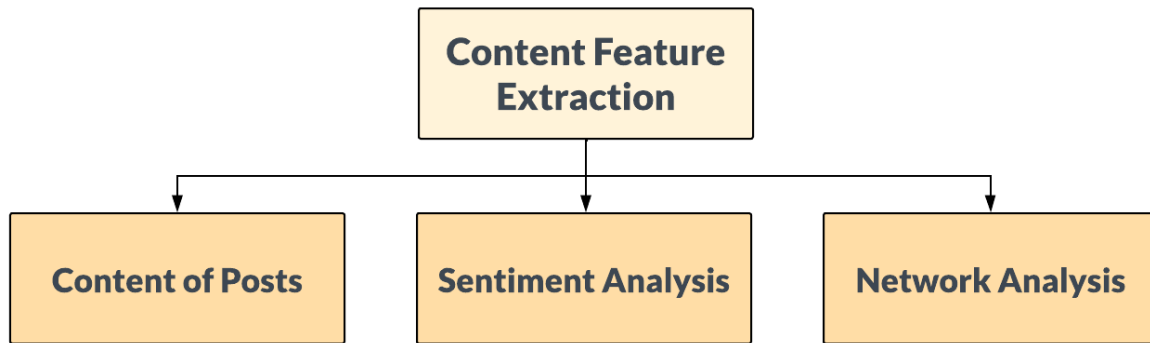 Content Feature
Extraction
Content of Posts
Sentiment Analysis
Network Analysis